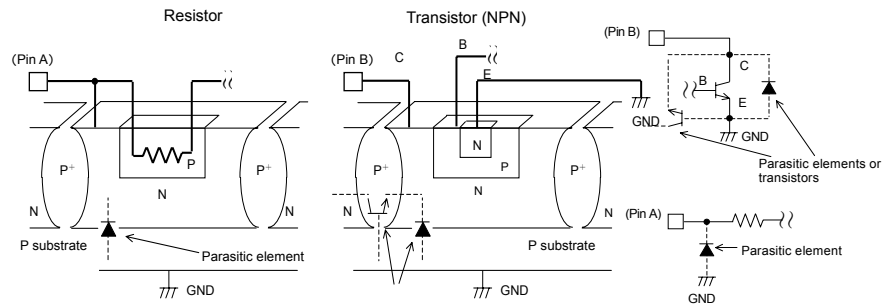 Resistor
Transistor (NPN)
(Pin A)
(Pin B)
C
B
E
(Pin B)
C
B
E
GND
GND
Parasitic elements or
transistors
P+
P
P+
N
N
N
P+
N
P
P+
N
N
N
P substrate
Parasitic element
P substrate
(Pin A)
Parasitic element
GND
GND
GND